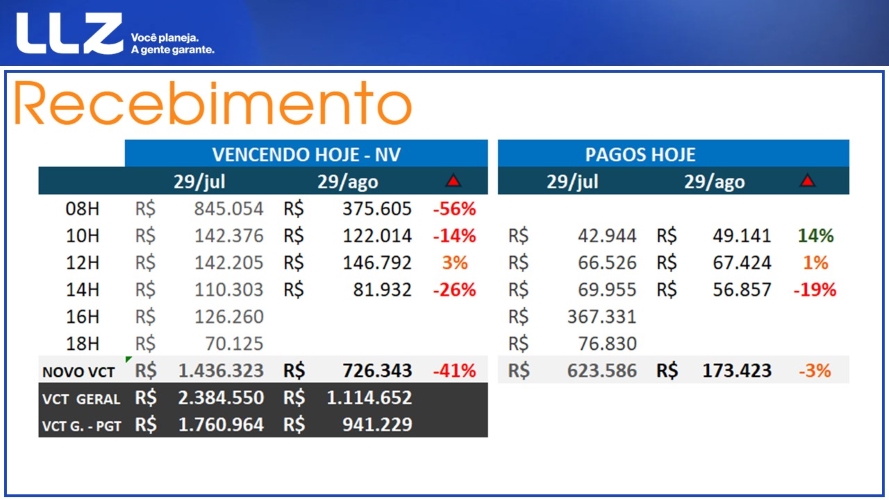 LLZ
Você planeja.
A gente garante.
Recebimento
VENCENDO HOJE - NV PAGOS HOJE
29/jul 29/ago 29/jul 29/ago
08H R$ 845.054 R$ 375.605 -56%
10H R$ 142.376 R$ 122.014 -14% R$ 42.944 R$ 49.141 14%
12H R$ 142.205 R$ 146.792 3% R$ 66.526 R$ 67.424 1%
14H R$ 110.303 R$ 81.932 -26% R$ 69.955 R$ 56.857 -19%
16H R$ 126.260 R$ 367.331
18H R$ 70.125 R$ 76.830
NOVO VCT R$ 1.436.323 R$ 726.343 -41% R$ 623.586 R$ 173.423 -3%
VCT GERAL R$ 2.384.550 R$ 1.114.652
VCT G. - PGT R$ 1.760.964 R$ 941.229